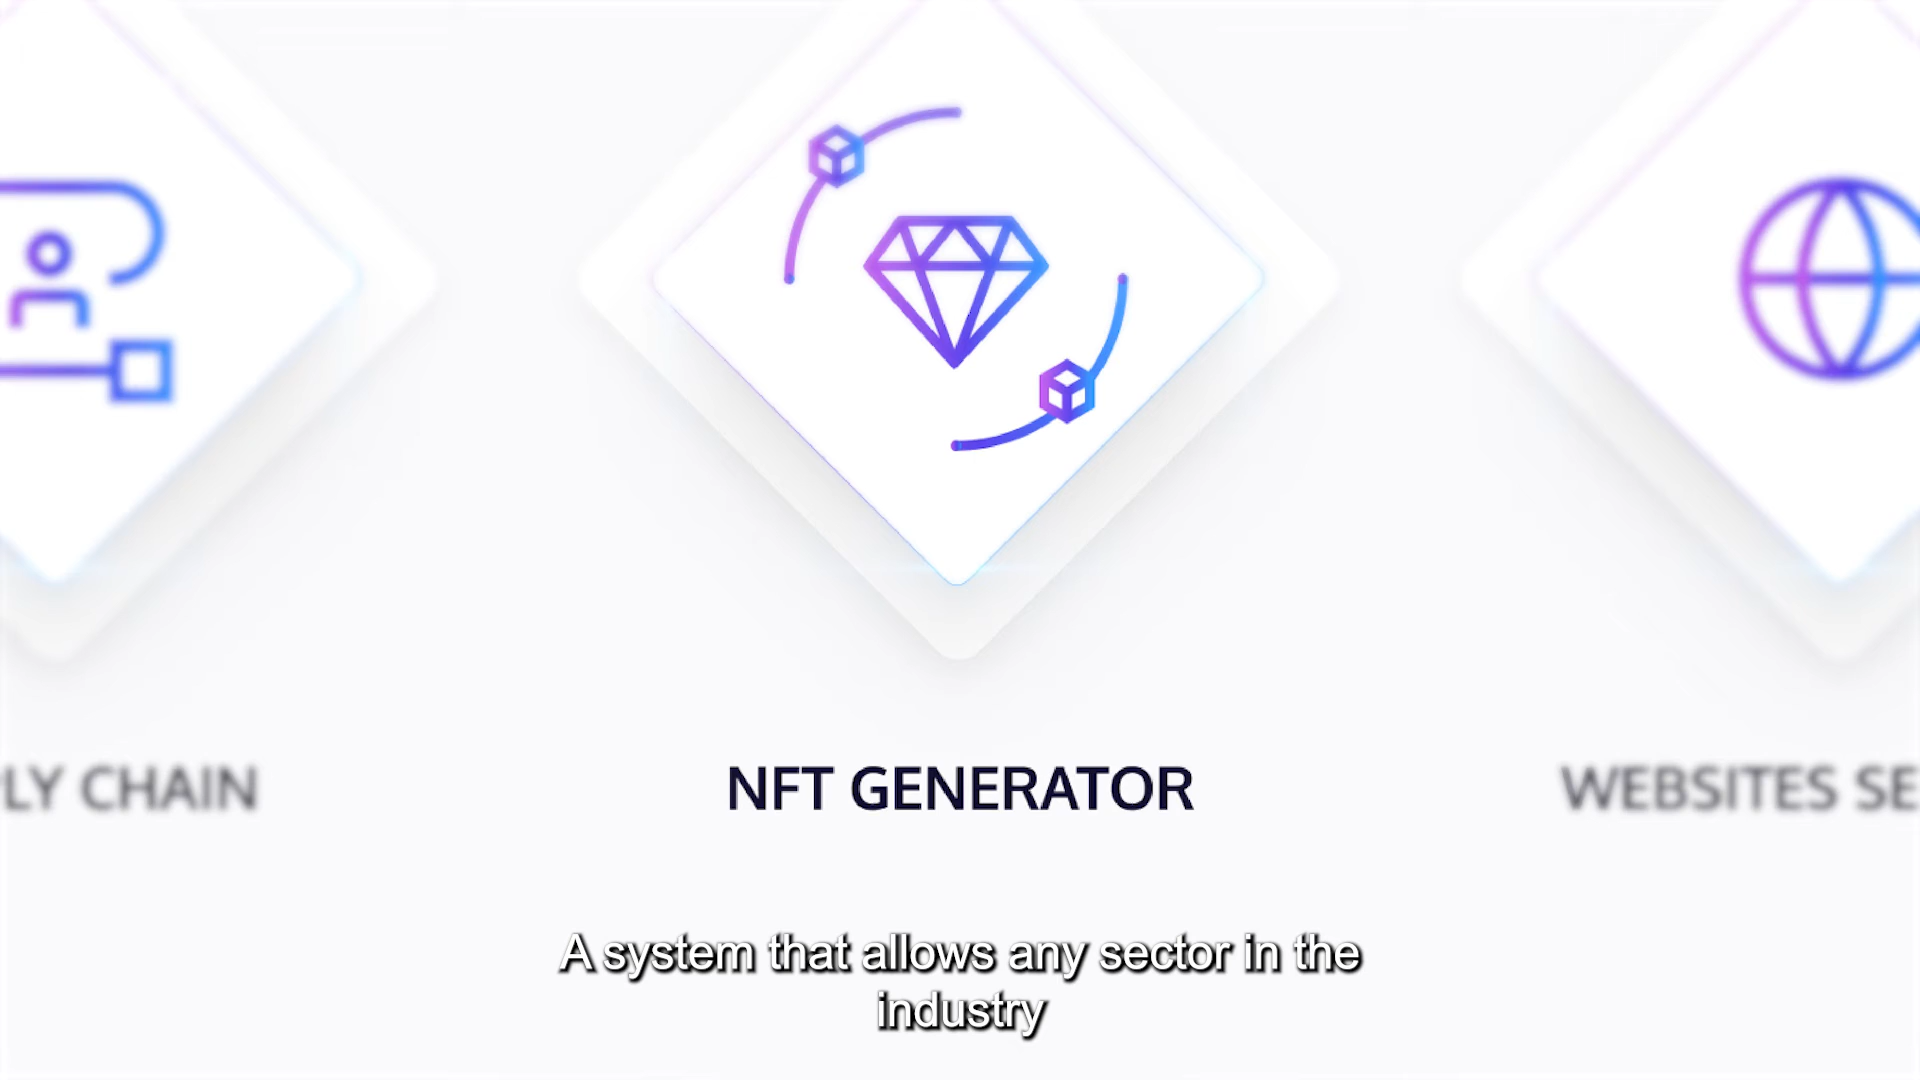 LY CHAIN
NFT GENERATOR
WEBSITES SE
A system that allows any sector in the
industry